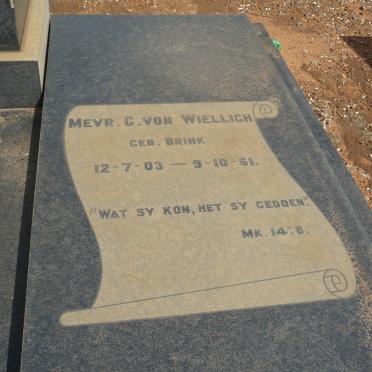 MEVR. C. VON WIELLICH
GEB. BRINK
12-7-03 — 9-10-61.
"WAT SY KON, HET SY GEDOEN".
MK. 14:8.